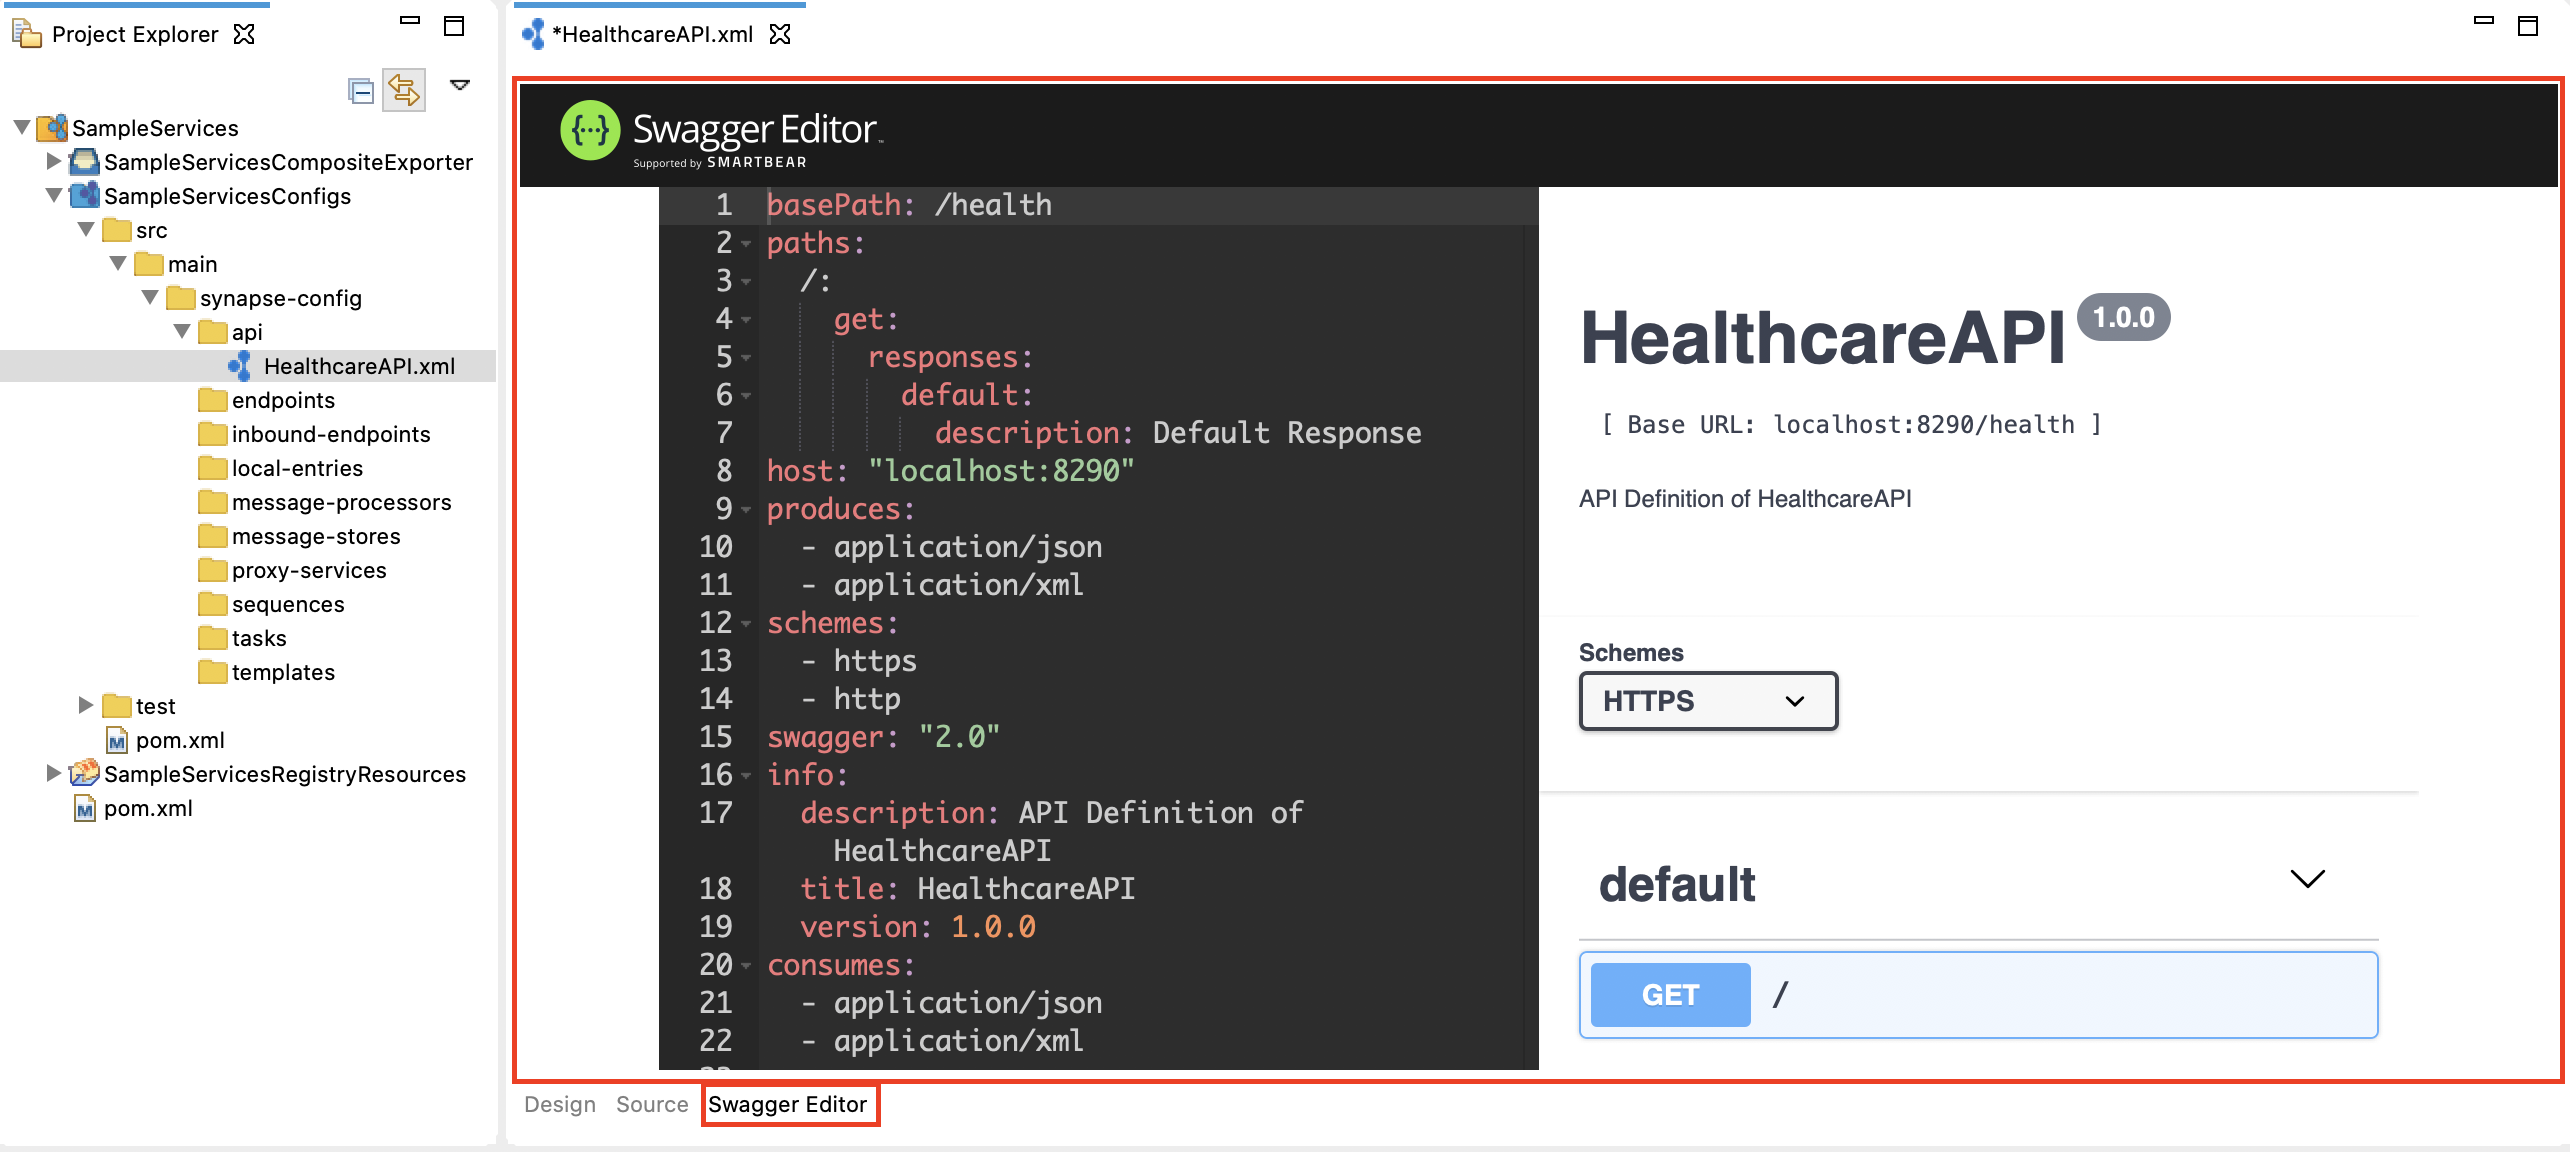 Project Explorer
SampleServices
SampleServicesCompositeExporter
SampleServicesConfigs
src
main
synapse-config
api
HealthcareAPI.xml
endpoints
inbound-endpoints
local-entries
message-processors
message-stores
proxy-services
sequences
tasks
templates
test
pom.xml
SampleServicesRegistryResources
pom.xml
*HealthcareAPI.xml
{...} Swagger Editor™
Supported by SMARTBEAR
1 basePath: /health
2 paths:
3 /:
4 get:
5 responses:
6 default:
7 description: Default Response
8 host: "localhost:8290"
9 produces:
10 - application/json
11 - application/xml
12 schemes:
13 - https
14 - http
15 swagger: "2.0"
16 info:
17 description: API Definition of
HealthcareAPI
18 title: HealthcareAPI
19 version: 1.0.0
20 consumes:
21 - application/json
22 - application/xml
HealthcareAPI 1.0.0
[ Base URL: localhost:8290/health ]
API Definition of HealthcareAPI
Schemes
HTTPS
default
GET /
Design Source Swagger Editor